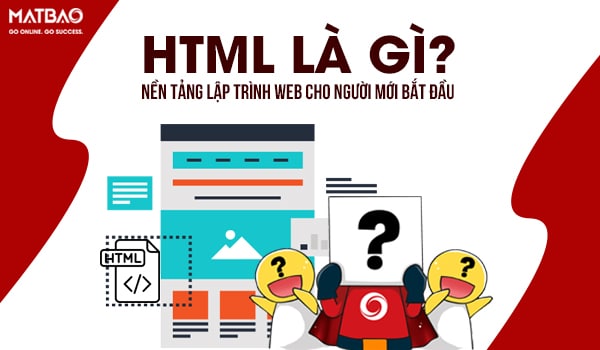 MATBAO
GO ONLINE. GO SUCCESS.
HTML LÀ GÌ?
NỀN TẢNG LẬP TRÌNH WEB CHO NGƯỜI MỚI BẮT ĐẦU
HTML
</>
?
?
?